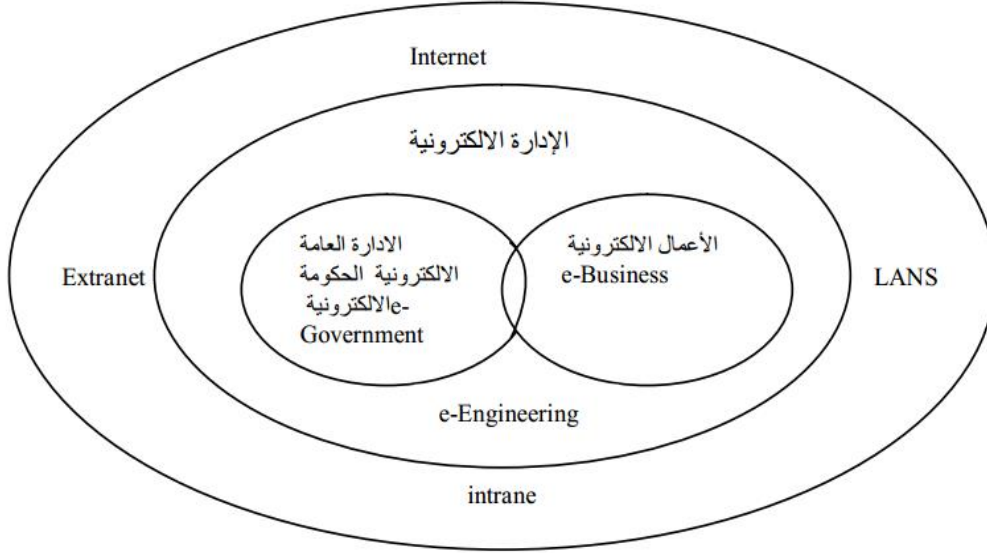 Internet
الإدارة الالكترونية
الادارة العامة
الالكترونية الحكومة
الالكترونية e-
Government
الأعمال الالكترونية
e-Business
Extranet
LANS
e-Engineering
intrane